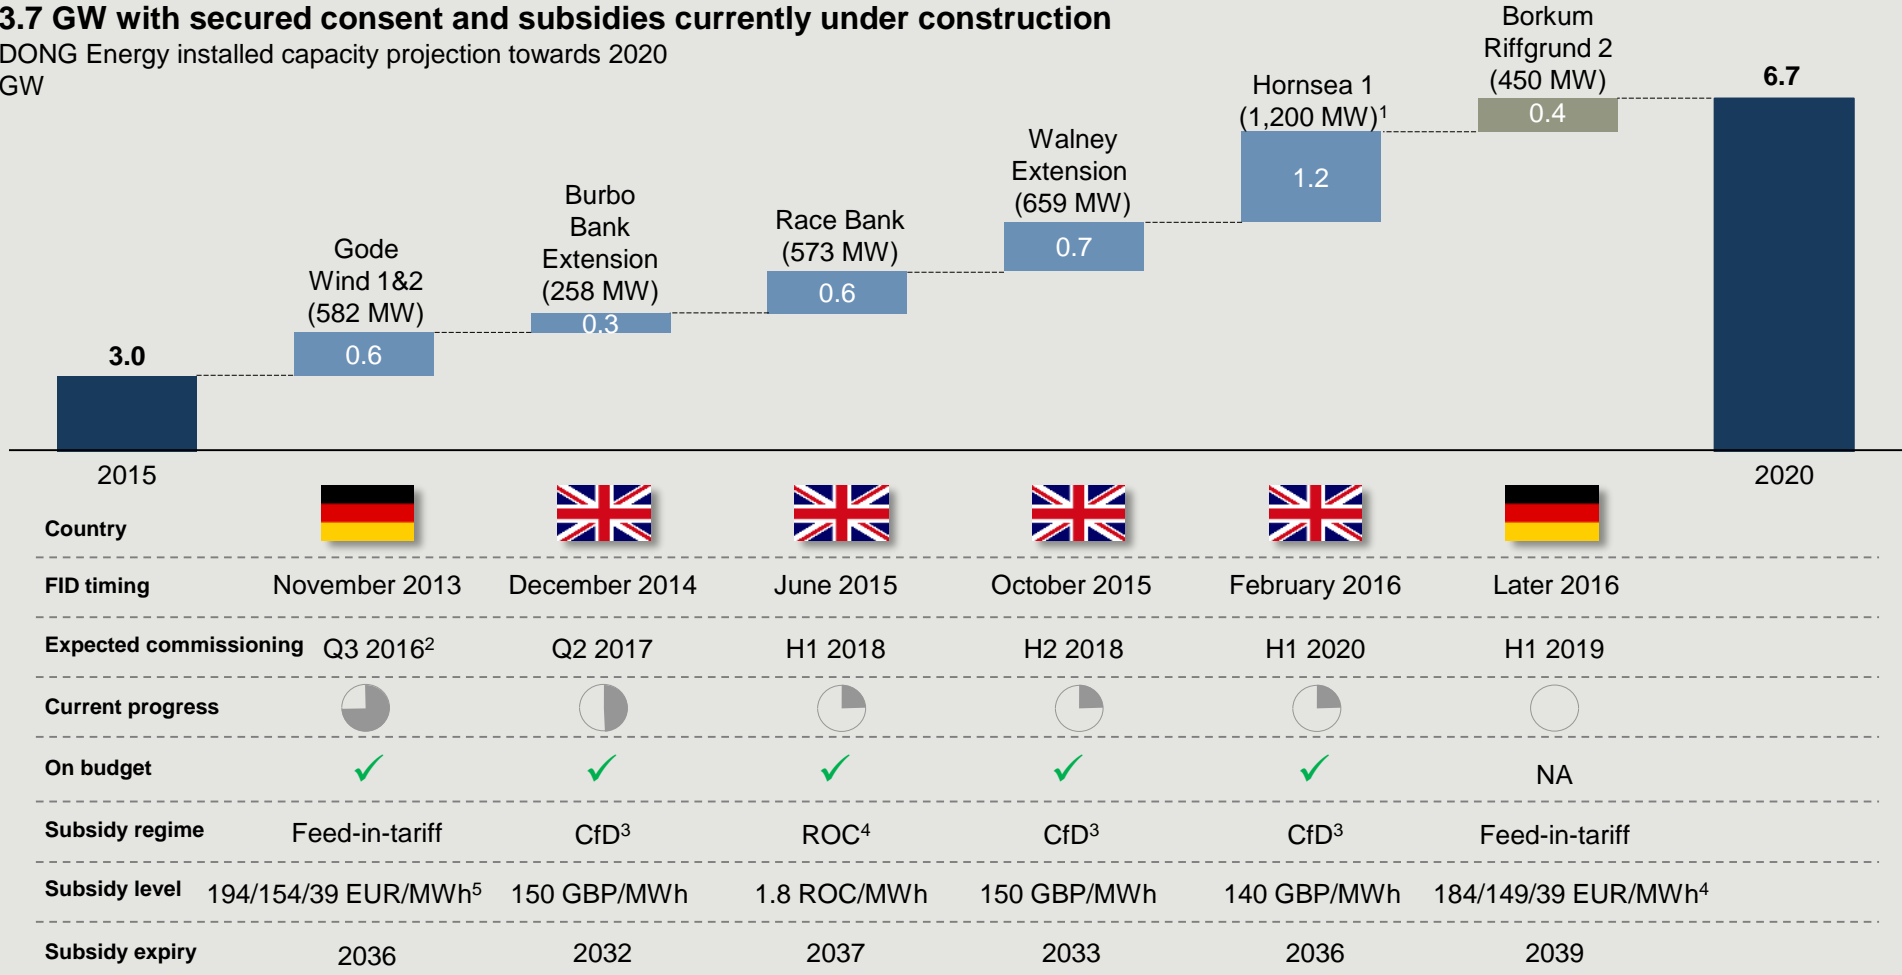 3.7 GW with secured consent and subsidies currently under construction
DONG Energy installed capacity projection towards 2020
GW
3.0
Gode
Wind 1&2
(582 MW)
0.6
Burbo
Bank
Extension
(258 MW)
0.3
Race Bank
(573 MW)
0.6
Walney
Extension
(659 MW)
0.7
Hornsea 1
(1,200 MW)1
1.2
Borkum
Riffgrund 2
(450 MW)
0.4
6.7
2015
2020
Country
FID timing November 2013 December 2014 June 2015 October 2015 February 2016 Later 2016
Expected commissioning Q3 20162 Q2 2017 H1 2018 H2 2018 H1 2020 H1 2019
Current progress
On budget ✓ ✓ ✓ ✓ ✓ NA
Subsidy regime Feed-in-tariff CfD3 ROC4 CfD3 CfD3 Feed-in-tariff
Subsidy level 194/154/39 EUR/MWh5 150 GBP/MWh 1.8 ROC/MWh 150 GBP/MWh 140 GBP/MWh 184/149/39 EUR/MWh4
Subsidy expiry 2036 2032 2037 2033 2036 2039